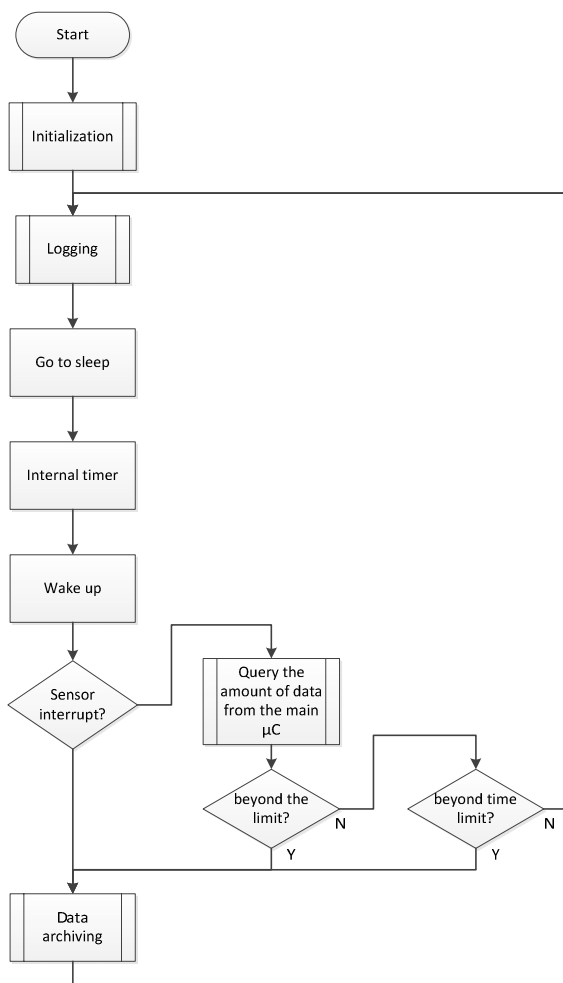 Start
Initialization
Logging
Go to sleep
Internal timer
Wake up
Sensor
interrupt?
Query the
amount of data
from the main
µC
beyond the
limit?
N
Y
beyond time
limit?
N
Y
Data
archiving